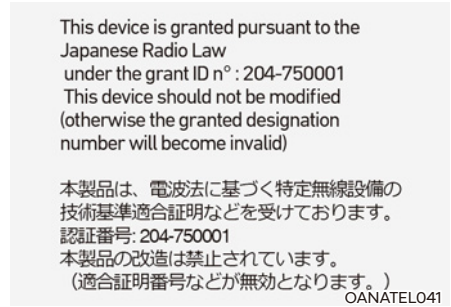 This device is granted pursuant to the
Japanese Radio Law
under the grant ID n° : 204-750001
This device should not be modified
(otherwise the granted designation
number will become invalid)
本製品は、電波法に基づく特定無線設備の
技術基準適合証明などを受けております。
認証番号: 204-750001
本製品の改造は禁止されています。
（適合証明番号などが無効となります。）
OANATEL041